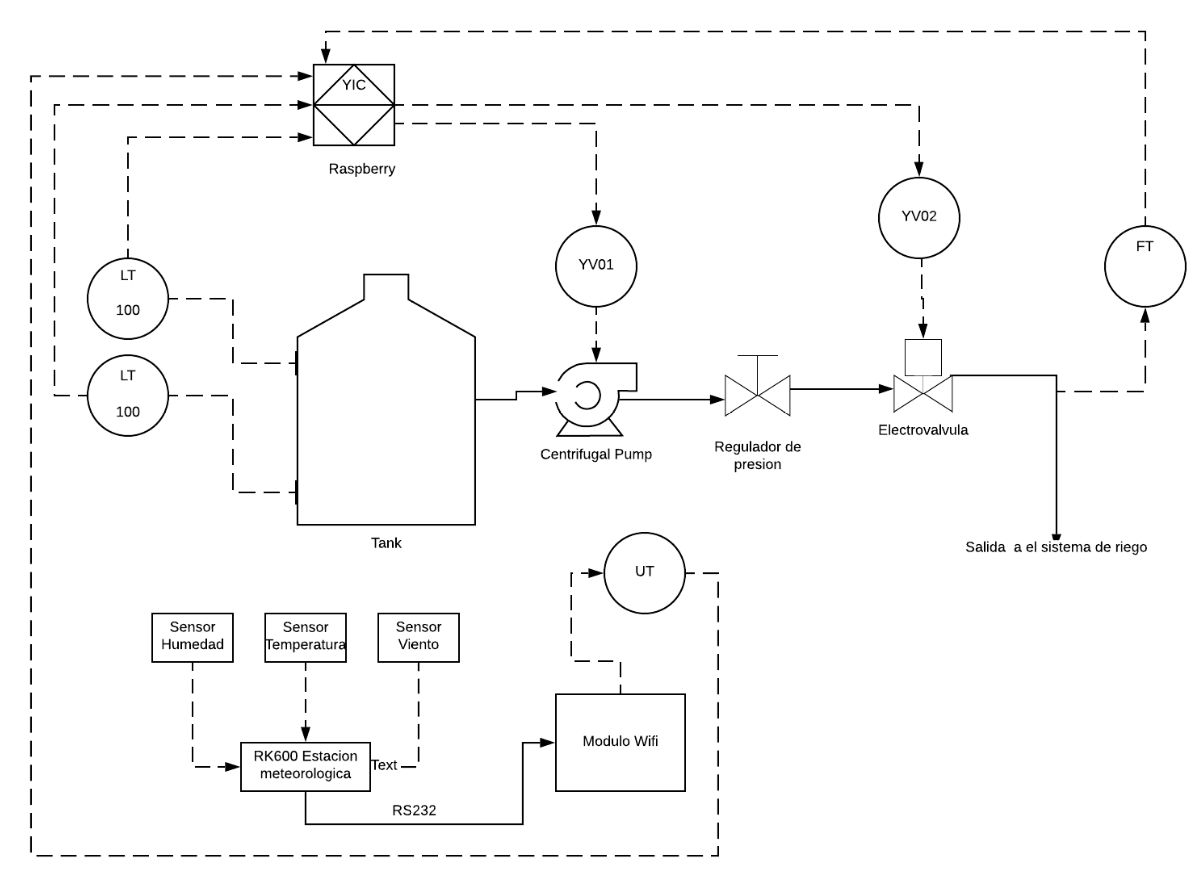 YIC
Raspberry
YV02
YV01
FT
LT
100
LT
100
Electrovalvula
Regulador de
presion
Centrifugal Pump
Tank
Salida  a el sistema de riego
UT
Sensor
Humedad
Sensor
Temperatura
Sensor
Viento
Modulo Wifi
RK600 Estacion
meteorologica
Text
RS232